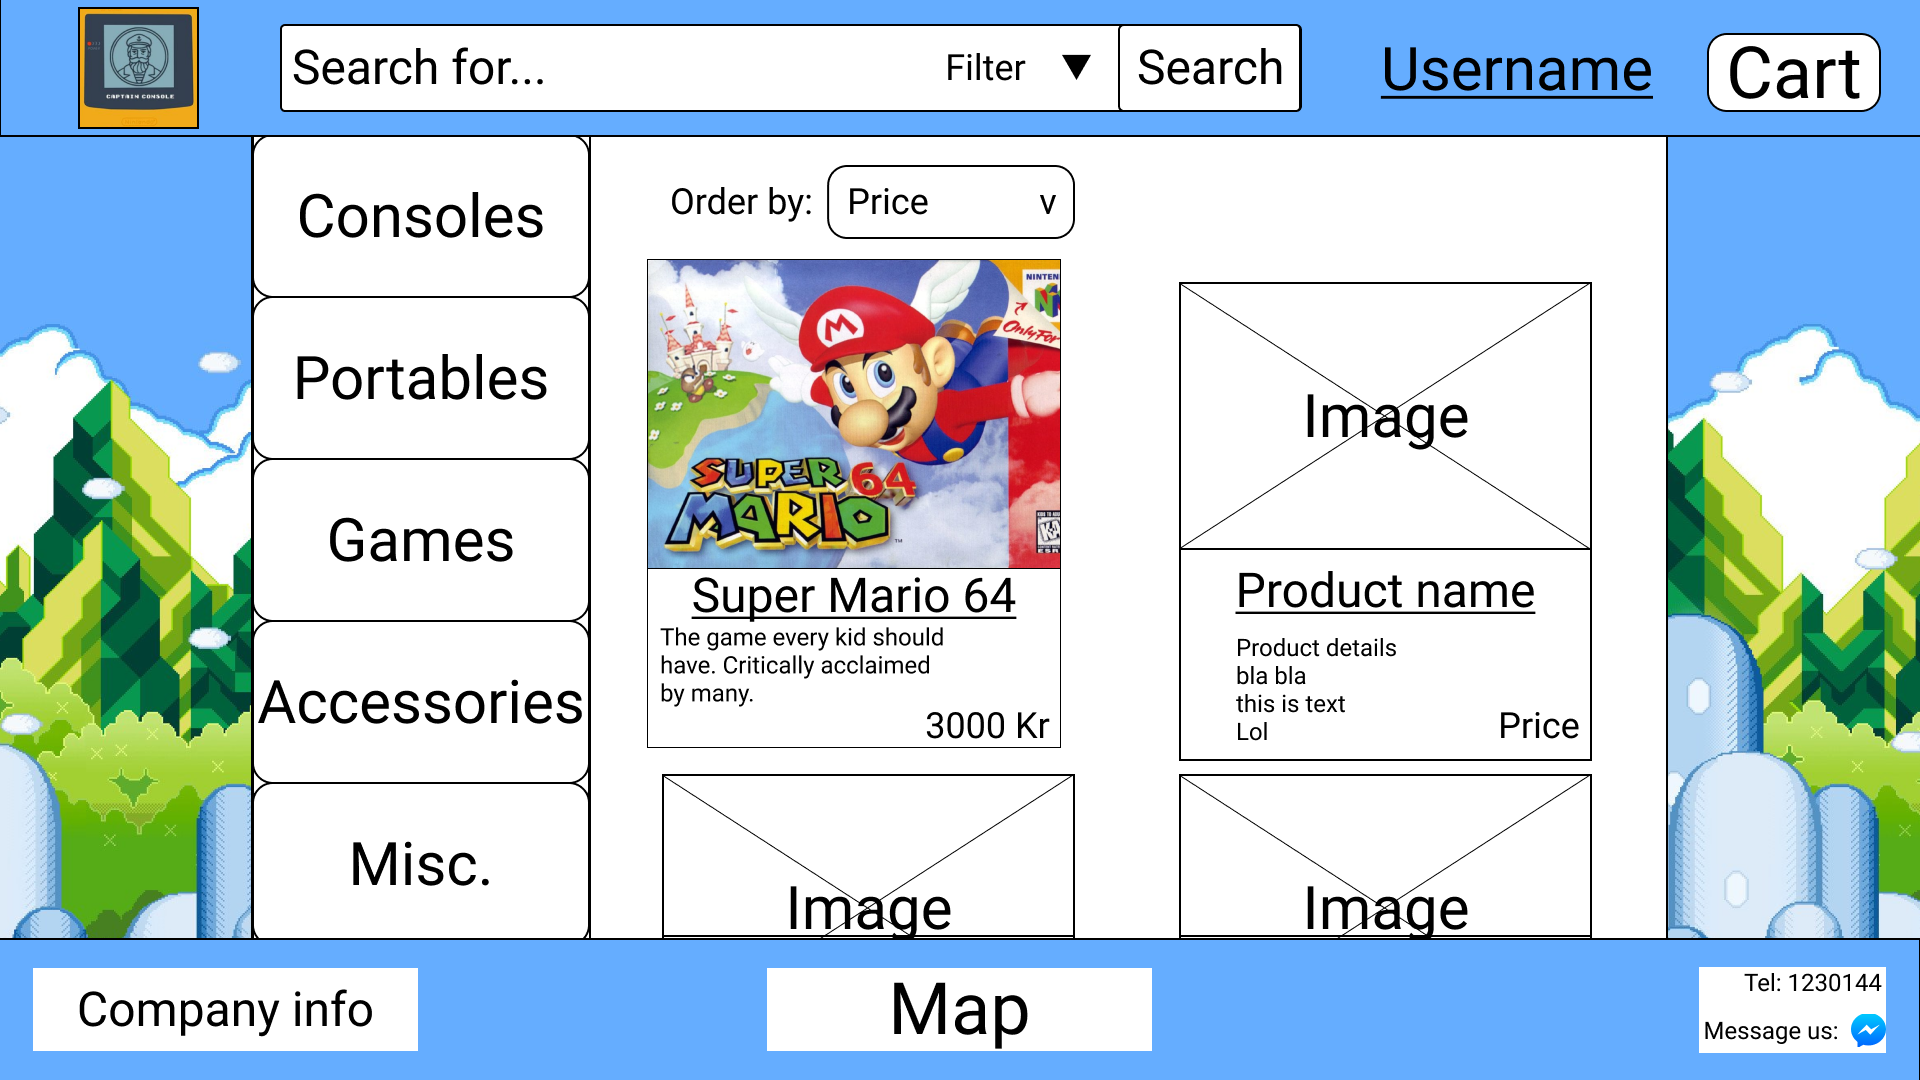 CAPTAIN CONSOLE
Search for...
Filter ▼
Search
Username
Cart
Consoles
Portables
Games
Accessories
Misc.
Order by:
Price v
NINTEN
N
Only For
M
SUPER
MARIO
64
™
Super Mario 64
The game every kid should
have. Critically acclaimed
by many.
3000 Kr
Image
Product name
Product details
bla bla
this is text
Lol
Price
Image
Image
Company info
Map
Tel: 1230144
Message us: